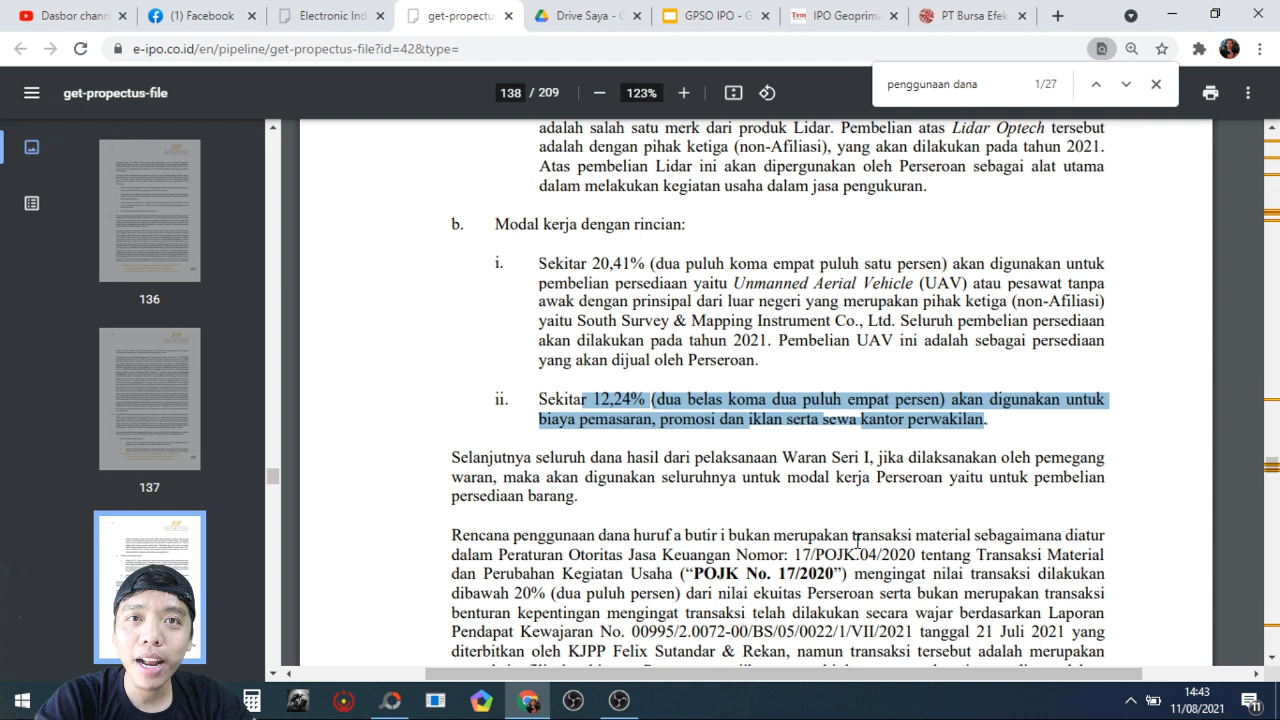 Dasbor chann
(1) Facebook
Electronic Ind
get-propectus
Drive Saya - G
GPSO IPO - G
IPO Geoprima
PT Bursa Efek
e-ipo.co.id/en/pipeline/get-propectus-file?id=42&type=
get-propectus-file
138 / 209
123%
penggunaan dana
1/27
adalah salah satu merk dari produk Lidar. Pembelian atas Lidar Optech tersebut
adalah dengan pihak ketiga (non-Afiliasi), yang akan dilakukan pada tahun 2021.
Atas pembelian Lidar ini akan dipergunakan oleh Perseroan sebagai alat utama
dalam melakukan kegiatan usaha dalam jasa pengukuran.
b. Modal kerja dengan rincian:
i. Sekitar 20,41% (dua puluh koma empat puluh satu persen) akan digunakan untuk
pembelian persediaan yaitu Unmanned Aerial Vehicle (UAV) atau pesawat tanpa
awak dengan prinsipal dari luar negeri yang merupakan pihak ketiga (non-Afiliasi)
yaitu South Survey & Mapping Instrument Co., Ltd. Seluruh pembelian persediaan
akan dilakukan pada tahun 2021. Pembelian UAV ini adalah sebagai persediaan
yang akan dijual oleh Perseroan.
ii. Sekitar 12,24% (dua belas koma dua puluh empat persen) akan digunakan untuk
biaya pemasaran, promosi dan iklan serta sewa kantor perwakilan.
Selanjutnya seluruh dana hasil dari pelaksanaan Waran Seri I, jika dilaksanakan oleh pemegang
waran, maka akan digunakan seluruhnya untuk modal kerja Perseroan yaitu untuk pembelian
persediaan barang.
Rencana penggunaan dana huruf a butir i bukan merupakan transaksi material sebagaimana diatur
dalam Peraturan Otoritas Jasa Keuangan Nomor: 17/POJK.04/2020 tentang Transaksi Material
dan Perubahan Kegiatan Usaha (“POJK No. 17/2020”) mengingat nilai transaksi dilakukan
dibawah 20% (dua puluh persen) dari nilai ekuitas Perseroan serta bukan merupakan transaksi
benturan kepentingan mengingat transaksi telah dilakukan secara wajar berdasarkan Laporan
Pendapat Kewajaran No. 00995/2.0072-00/BS/05/0022/1/VII/2021 tanggal 21 Juli 2021 yang
diterbitkan oleh KJPP Felix Sutandar & Rekan, namun transaksi tersebut adalah merupakan
136
137
14:43
11/08/2021
11